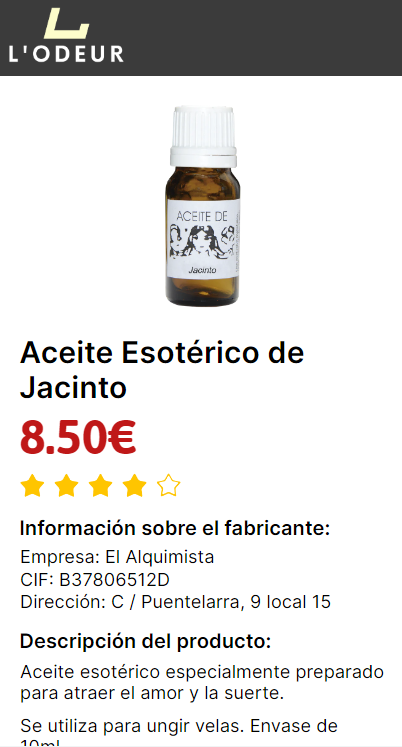 L'ODEUR
ACEITE DE
Jacinto
Aceite Esotérico de
Jacinto
8.50€
Información sobre el fabricante:
Empresa: El Alquimista
CIF: B37806512D
Dirección: C / Puentelarra, 9 local 15
Descripción del producto:
Aceite esotérico especialmente preparado
para atraer el amor y la suerte.
Se utiliza para ungir velas. Envase de
10ml